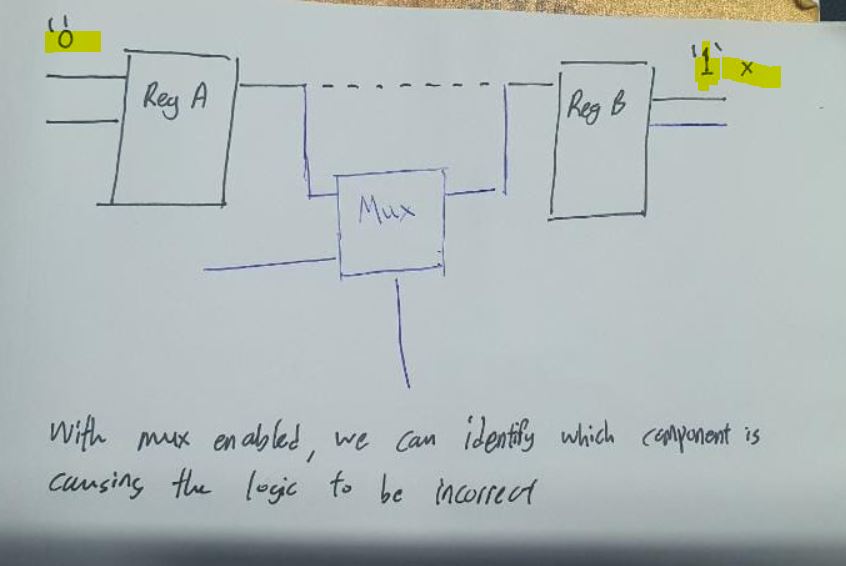 '0'
'1' x
Reg A
Reg B
Mux
With mux enabled, we can identify which component is
causing the logic to be incorrect